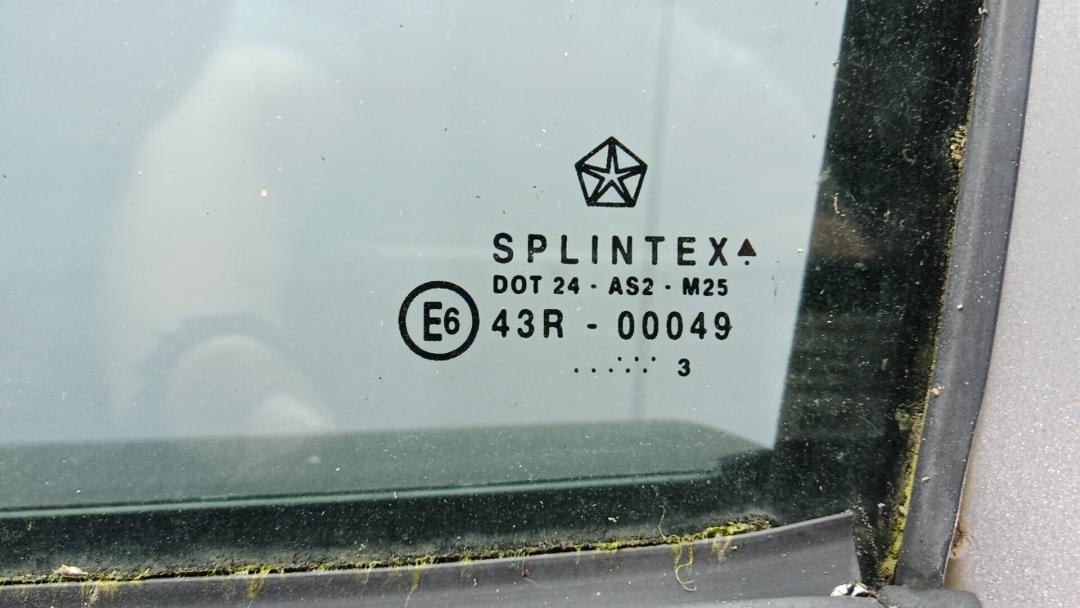 SPLINTEX
DOT 24 · AS2 · M25
E6 43R - 00049
3